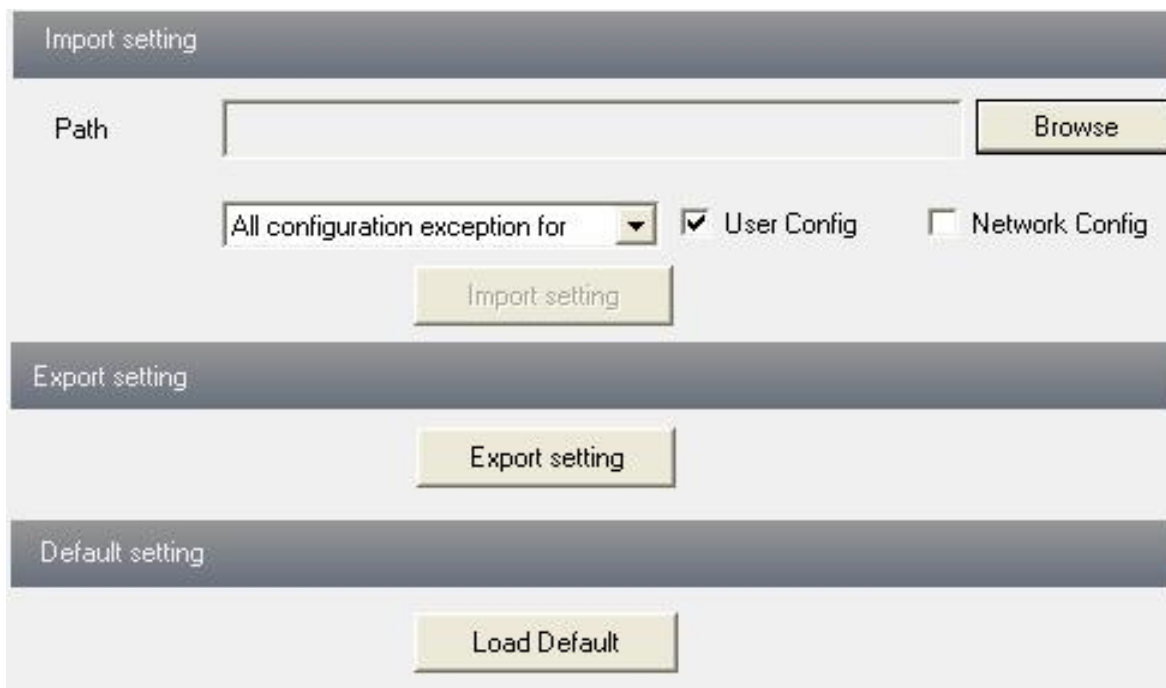 Import setting
Path Browse
All configuration exception for User Config Network Config
Import setting
Export setting
Export setting
Default setting
Load Default